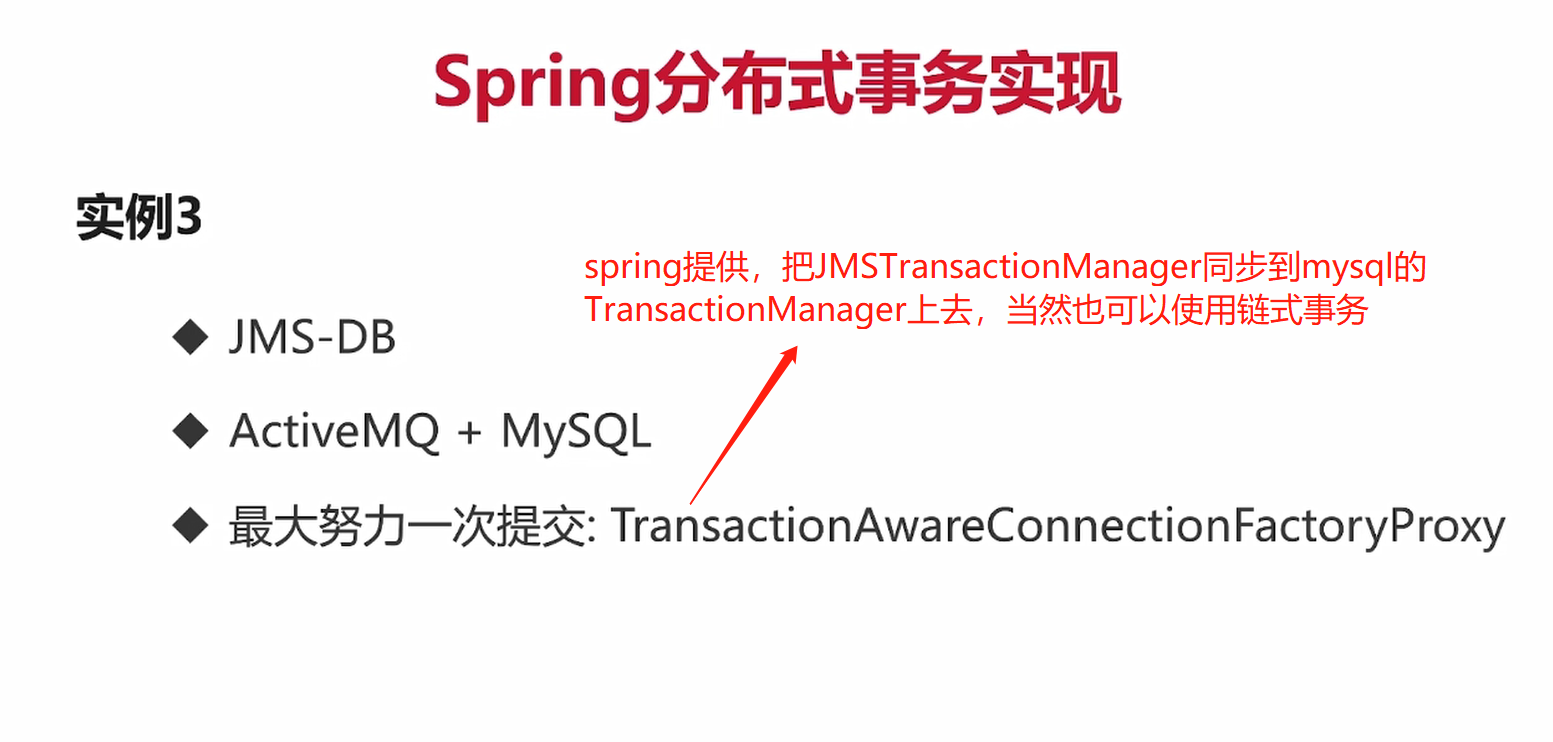 Spring分布式事务实现
实例3
spring提供，把JMSTransactionManager同步到mysql的
TransactionManager上去，当然也可以使用链式事务
◆ JMS-DB
◆ ActiveMQ + MySQL
◆ 最大努力一次提交: TransactionAwareConnectionFactoryProxy